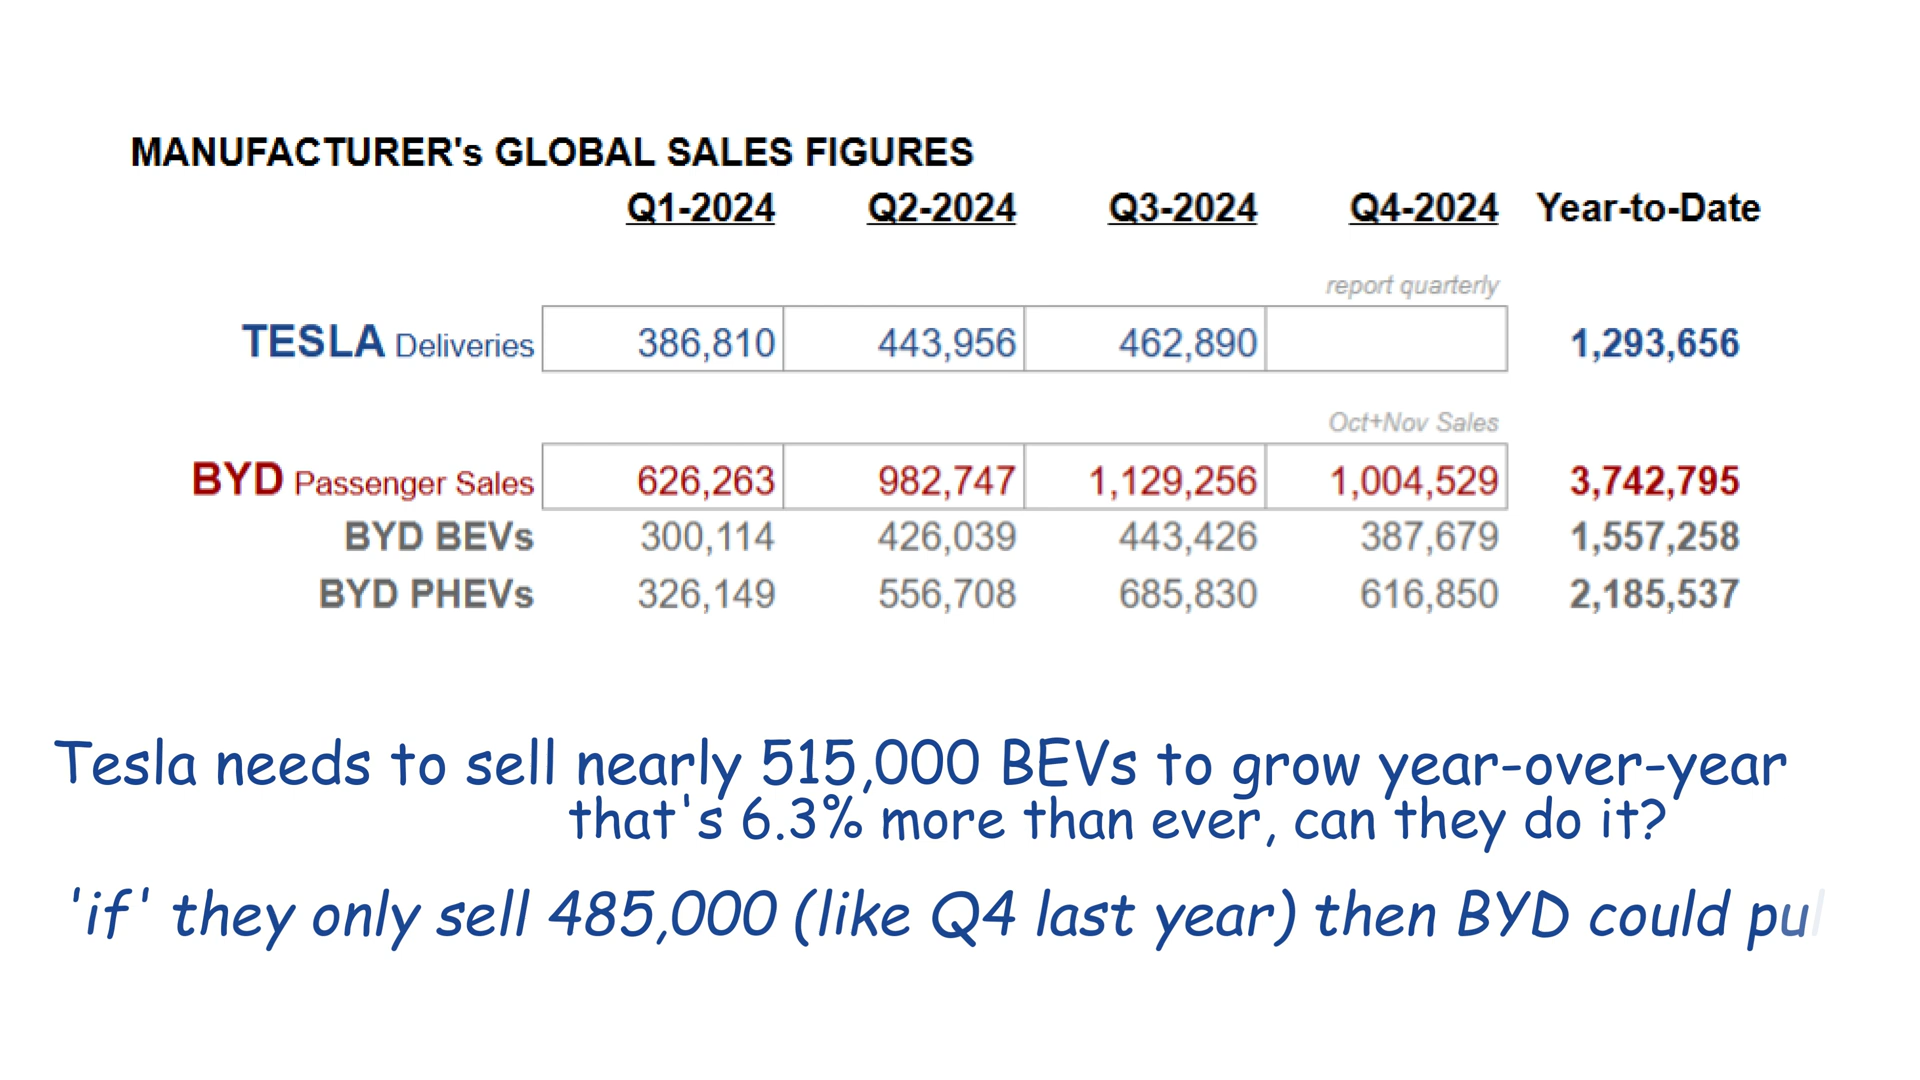 MANUFACTURER's GLOBAL SALES FIGURES
Q1-2024 Q2-2024 Q3-2024 Q4-2024 Year-to-Date
report quarterly
TESLA Deliveries 386,810 443,956 462,890 1,293,656
Oct+Nov Sales
BYD Passenger Sales 626,263 982,747 1,129,256 1,004,529 3,742,795
BYD BEVs 300,114 426,039 443,426 387,679 1,557,258
BYD PHEVs 326,149 556,708 685,830 616,850 2,185,537
Tesla needs to sell nearly 515,000 BEVs to grow year-over-year
that's 6.3% more than ever, can they do it?
'if' they only sell 485,000 (like Q4 last year) then BYD could